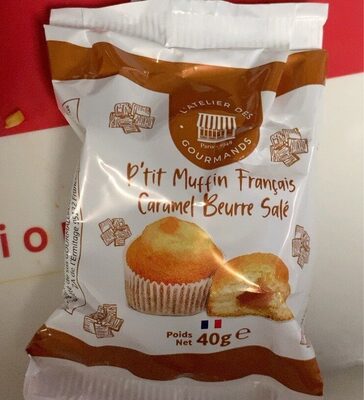 L'ATELIER DES
GOURMANDS
P'tit Muffin Français
Caramel Beurre Salé
Poids
Net 40g e